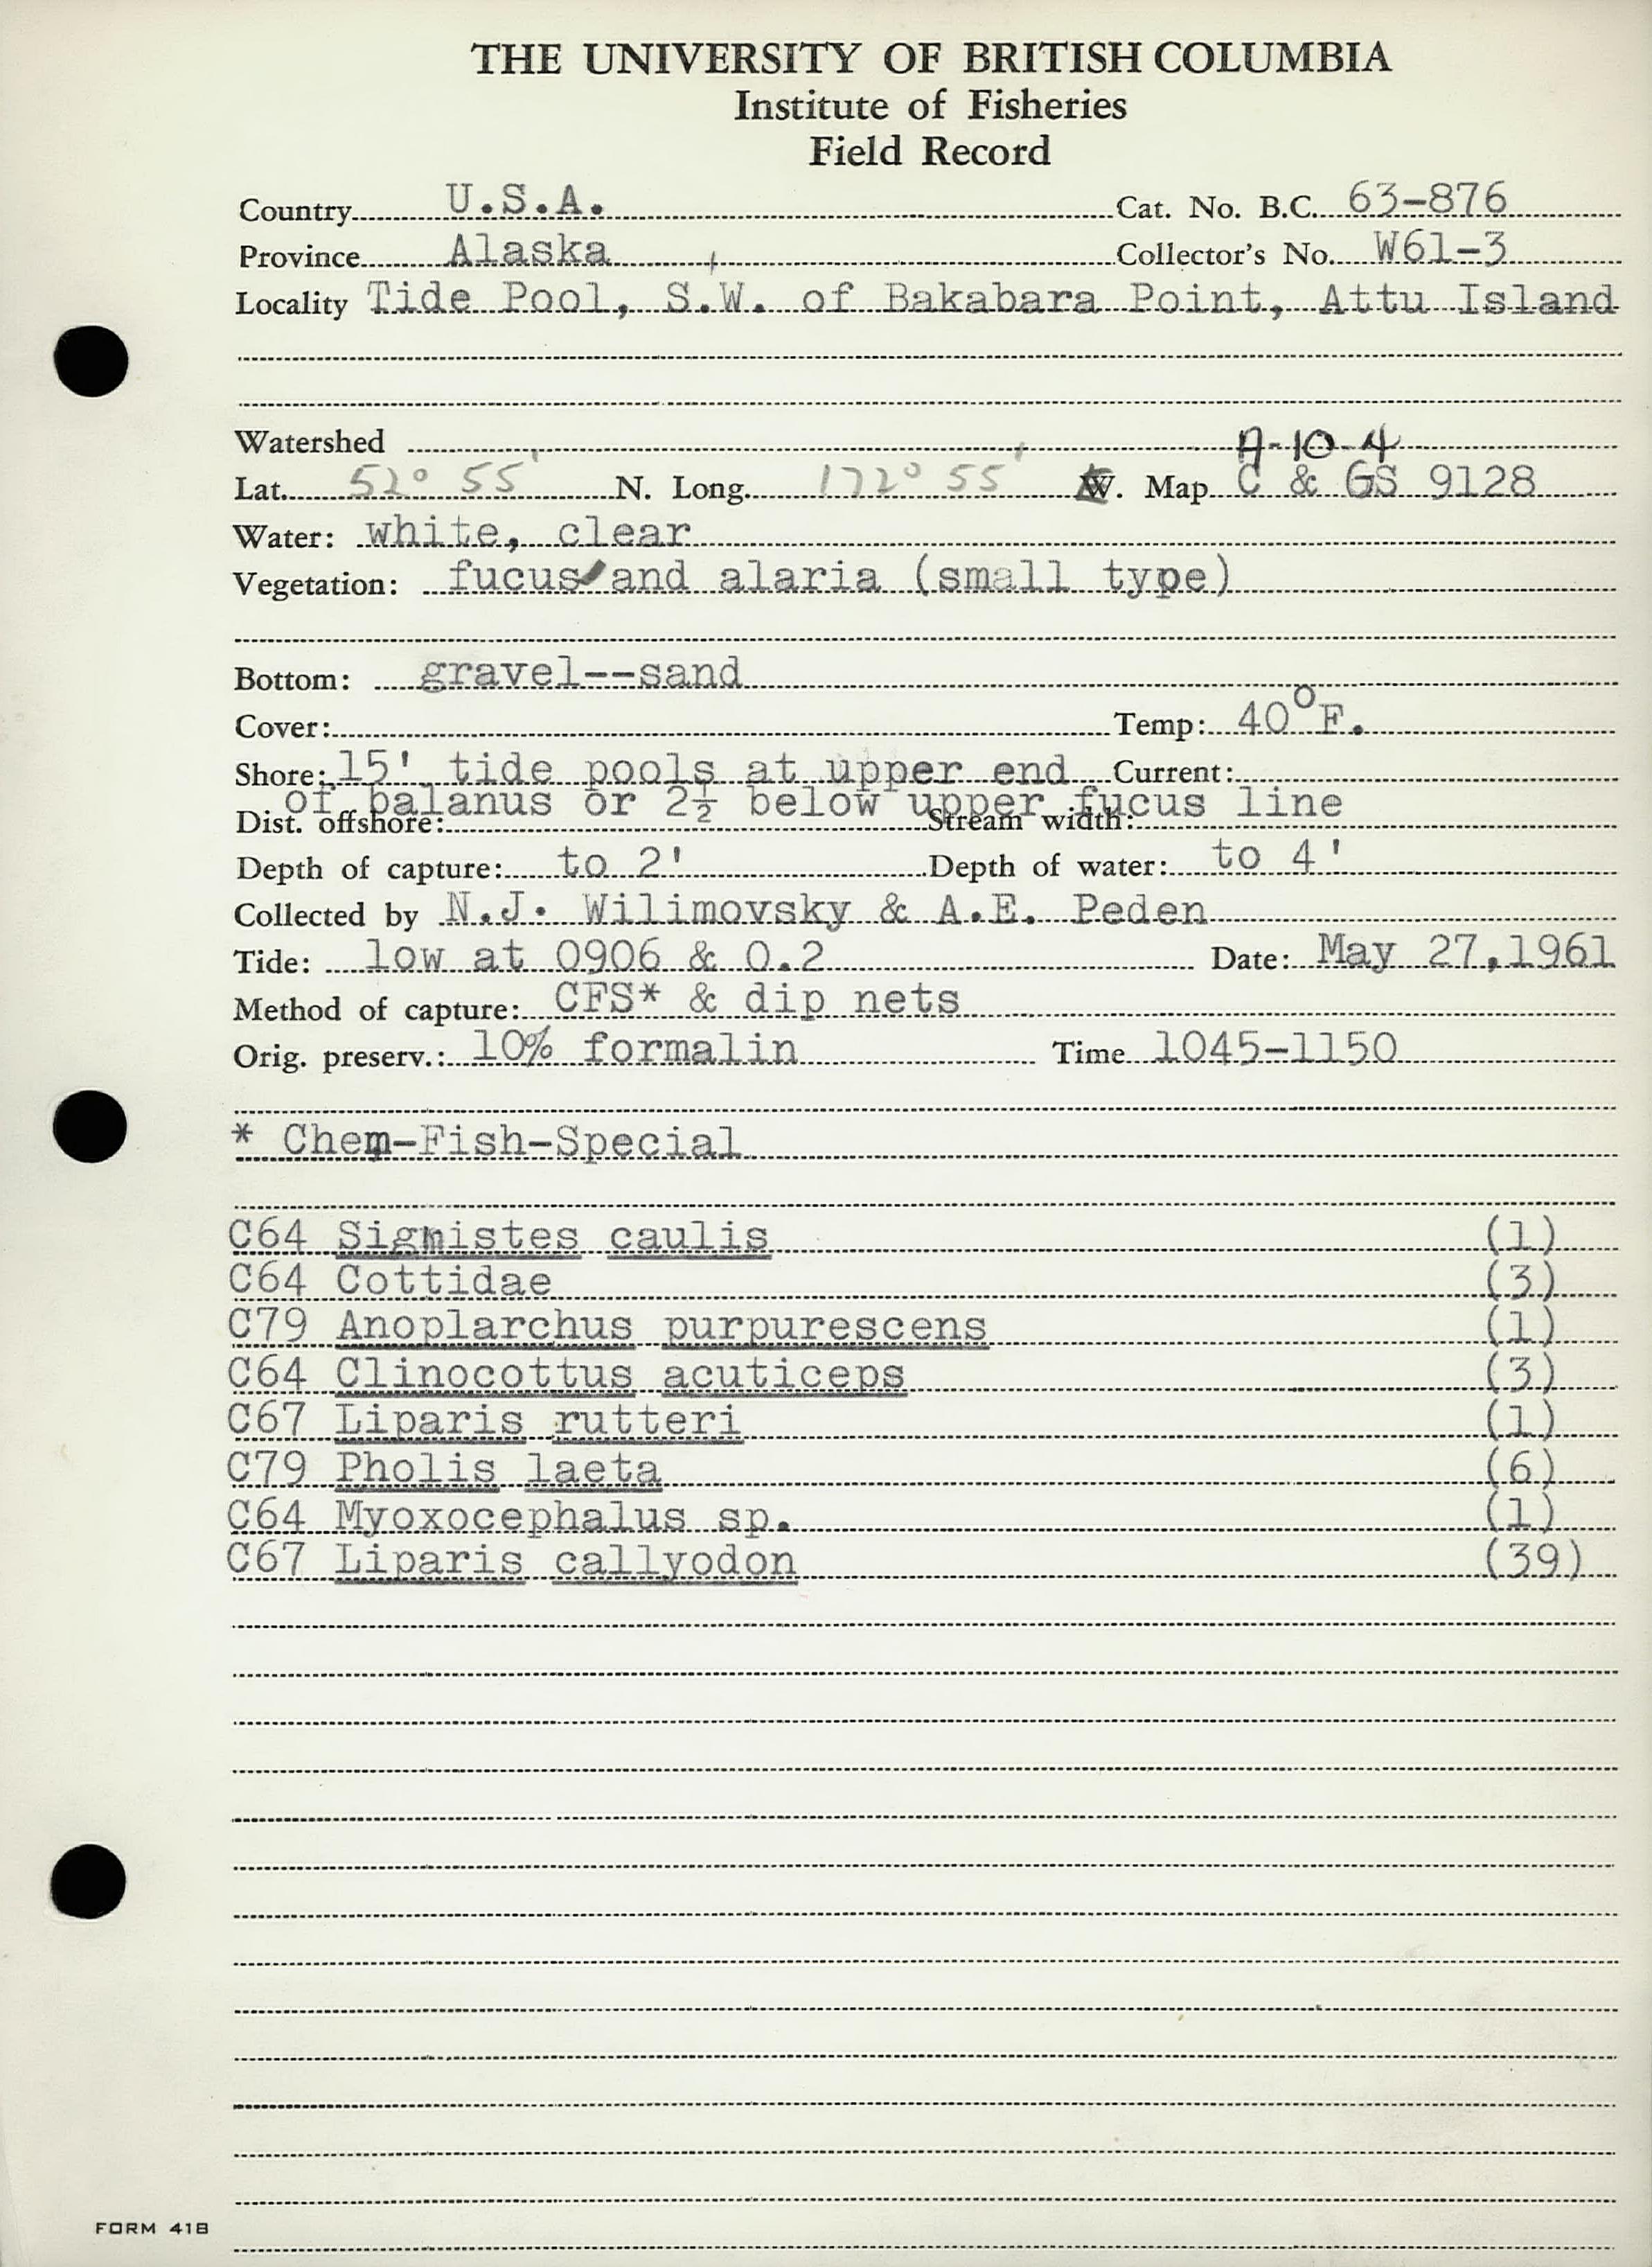 THE UNIVERSITY OF BRITISH COLUMBIA
Institute of Fisheries
Field Record
Country U.S.A. Cat. No. B.C. 63-876
Province Alaska Collector's No. W61-3
Locality Tide Pool, S.W. of Bakabara Point, Attu Island
Watershed A-10-4
Lat. 52° 55' N. Long. 172° 55' E. Map C & GS 9128
Water: white, clear
Vegetation: fucus and alaria (small type)
Bottom: gravel--sand
Cover: Temp: 40°F.
Shore: 15' tide pools at upper end Current:
of balanus or 2½ below upper fucus line
Dist. offshore: Stream width:
Depth of capture: to 2' Depth of water: to 4'
Collected by N.J. Wilimovsky & A.E. Peden
Tide: low at 0906 & 0.2 Date: May 27, 1961
Method of capture: CFS* & dip nets
Orig. preserv.: 10% formalin Time 1045-1150
* Chem-Fish-Special
C64 Sigmistes caulis (1)
C64 Cottidae (3)
C79 Anoplarchus purpurescens (1)
C64 Clinocottus acuticeps (3)
C67 Liparis rutteri (1)
C79 Pholis laeta (6)
C64 Myoxocephalus sp. (1)
C67 Liparis callyodon (39)
FORM 41B